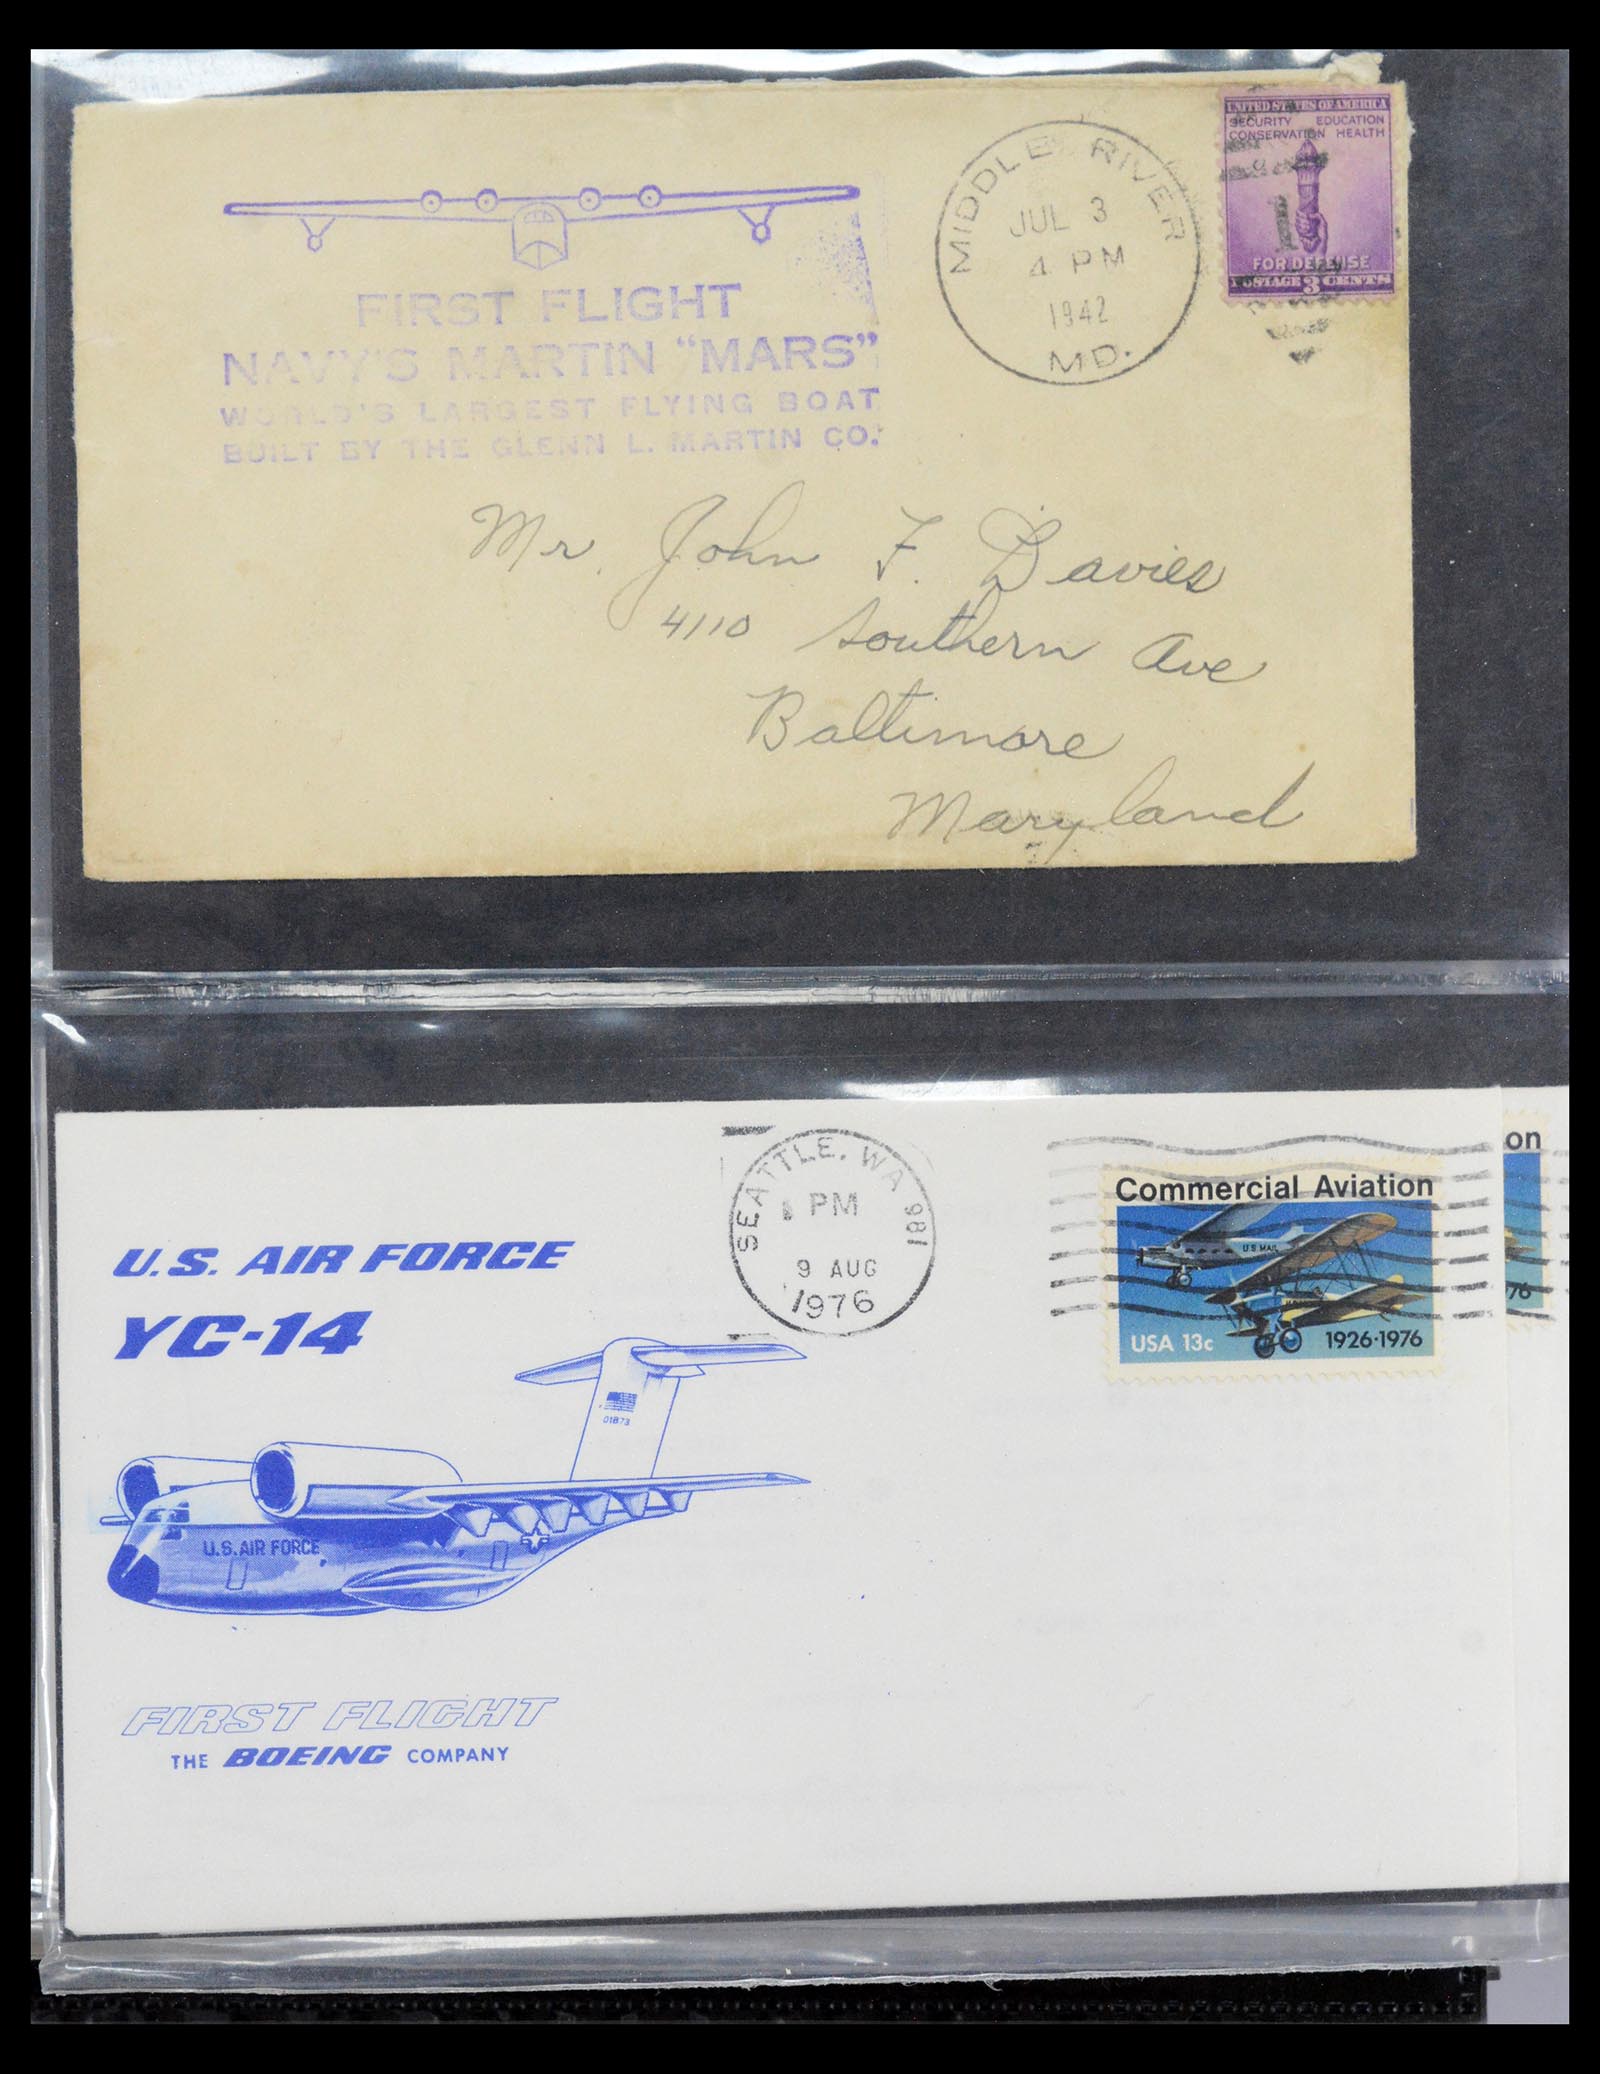 UNITED STATES OF AMERICA
SECURITY EDUCATION
CONSERVATION HEALTH
FOR DEFENSE
POSTAGE 3 CENTS
MIDDLE RIVER
JUL 3
4 PM
1942
MD.
FIRST FLIGHT
NAVY'S MARTIN "MARS"
WORLD'S LARGEST FLYING BOAT
BUILT BY THE GLENN L. MARTIN CO.
Mr. John F. Davies
4110 Southern Ave
Baltimore
Maryland
SEATTLE, WA 981
PM
9 AUG
1976
Commercial Aviation
U.S. MAIL
USA 13c 1926-1976
on
76
U.S. AIR FORCE
YC-14
01873
U.S. AIR FORCE
FIRST FLIGHT
THE BOEING COMPANY